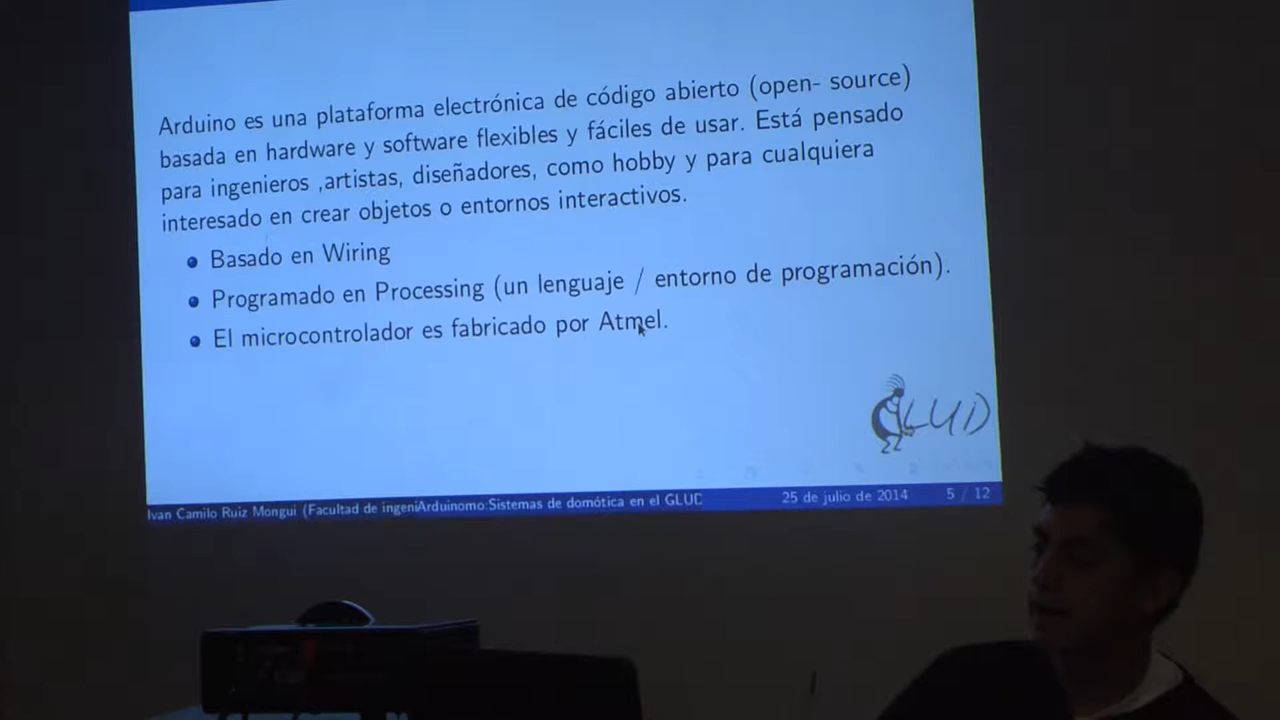 Arduino es una plataforma electrónica de código abierto (open- source)
basada en hardware y software flexibles y fáciles de usar. Está pensado
para ingenieros ,artistas, diseñadores, como hobby y para cualquiera
interesado en crear objetos o entornos interactivos.
Basado en Wiring
Programado en Processing (un lenguaje / entorno de programación).
El microcontrolador es fabricado por Atmel.
LUD
Ivan Camilo Ruiz Mongui (Facultad de ingeni Arduinomo:Sistemas de domótica en el GLUD 25 de julio de 2014 5 / 12